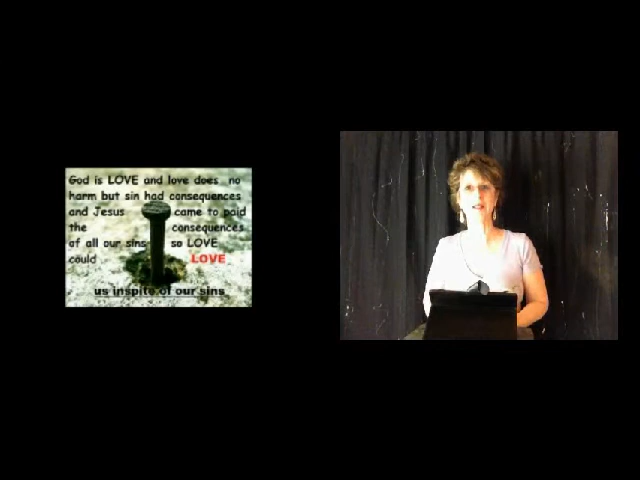 God is LOVE and love does no
harm but sin had consequences
and Jesus came to paid
the consequences
of all our sins so LOVE
could LOVE
us inspite of our sins